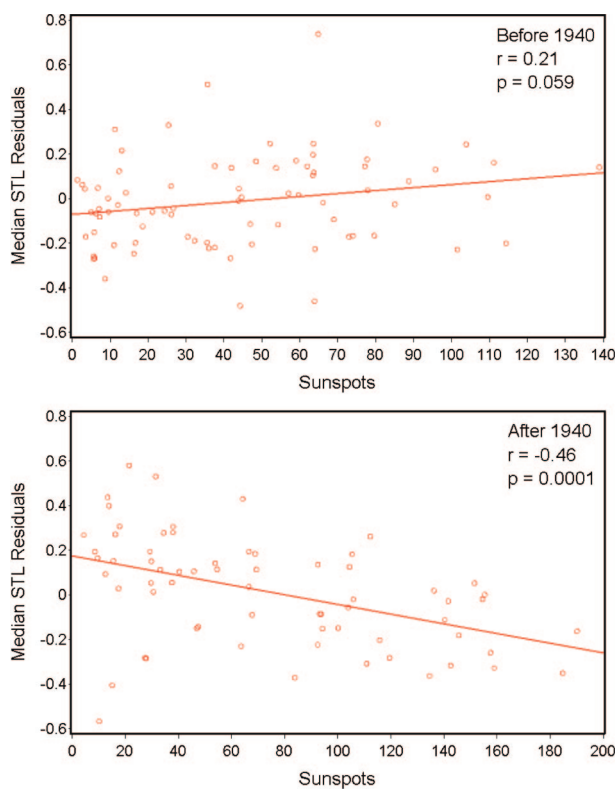 0.8
Before 1940
r = 0.21
p = 0.059
0.6
0.4
0.2
0
-0.2
-0.4
-0.6
Median STL Residuals
0 10 20 30 40 50 60 70 80 90 100 110 120 130 140
Sunspots
0.8
After 1940
r = -0.46
p = 0.0001
0.6
0.4
0.2
0
-0.2
-0.4
-0.6
Median STL Residuals
0 20 40 60 80 100 120 140 160 180 200
Sunspots